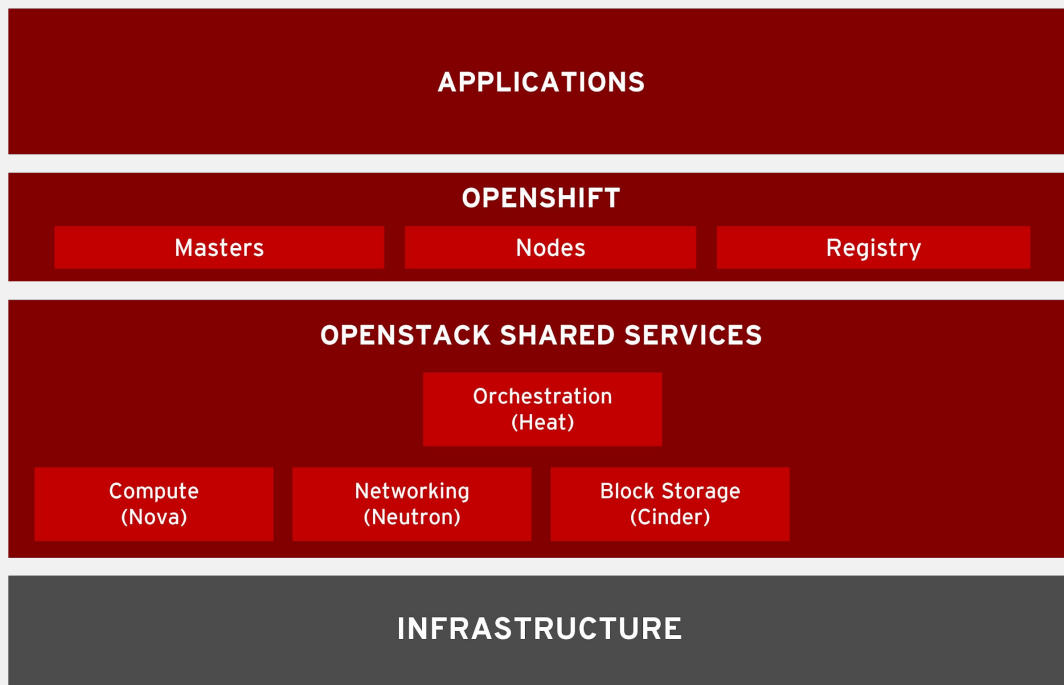 APPLICATIONS
OPENSHIFT
Masters
Nodes
Registry
OPENSTACK SHARED SERVICES
Orchestration
(Heat)
Compute
(Nova)
Networking
(Neutron)
Block Storage
(Cinder)
INFRASTRUCTURE